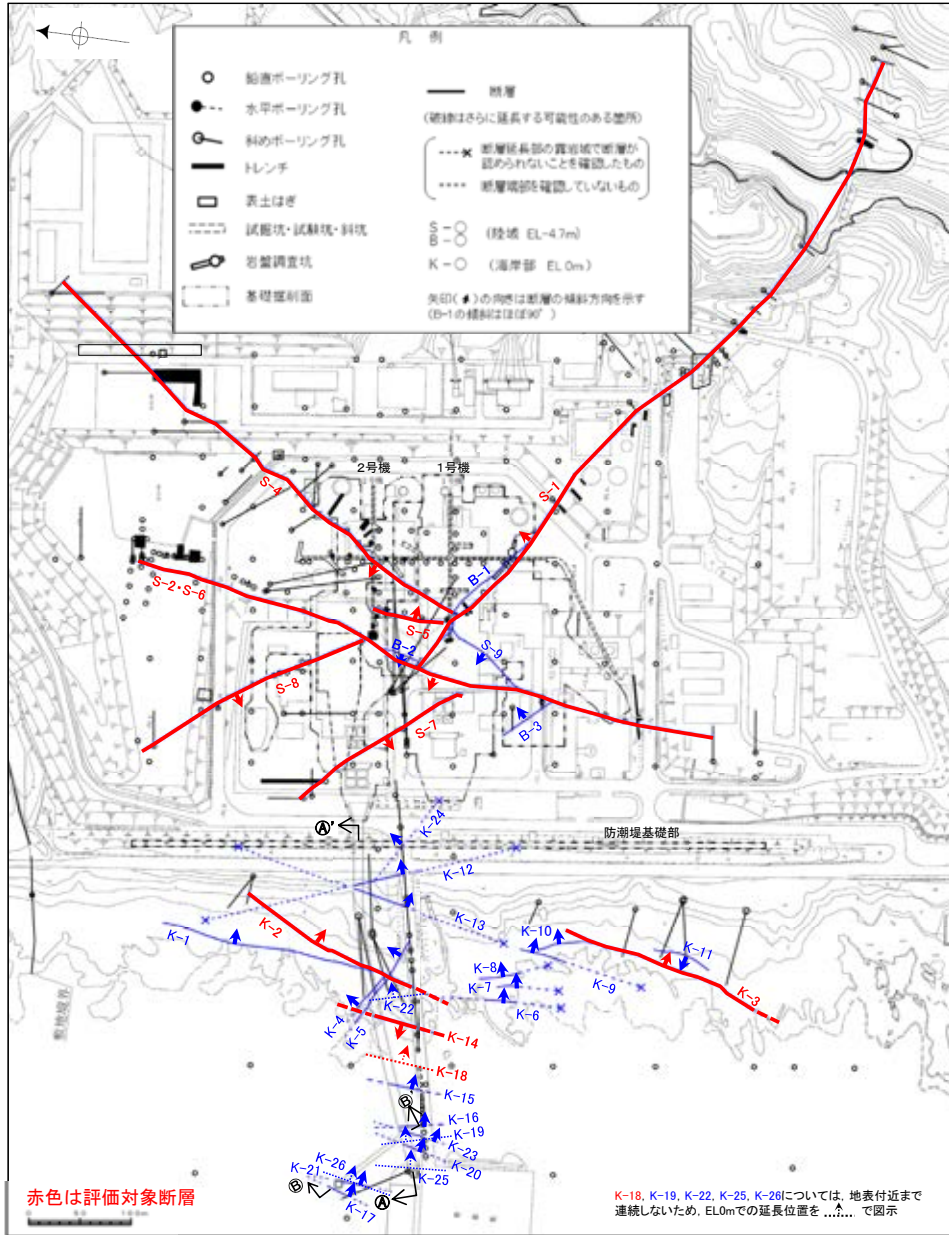 凡 例
鉛直ボーリング孔
水平ボーリング孔
斜めボーリング孔
トレンチ
表土はぎ
試掘坑・試験坑・斜坑
岩盤調査坑
基礎掘削面
断層
(破線はさらに延長する可能性のある箇所)
断層延長部の露岩域で断層が
認められないことを確認したもの
断層端部を確認していないもの
S-○
B-○
(陸域 EL-4.7m)
K-○ (海岸部 EL 0m)
矢印( )の向きは断層の傾斜方向を示す
(B-1の傾斜はほぼ90°)
2号機
1号機
S-4
S-1
B-1
S-2・S-6
S-5
B-2
S-9
S-8
S-7
B-3
Ⓐ'
K-24
防潮堤基礎部
K-12
K-2
K-13
K-1
K-10
K-11
K-8
K-7
K-9
K-22
K-6
K-3
K-4
K-5
K-14
K-18
K-15
Ⓑ'
K-16
K-19
K-23
K-20
K-26
K-21
K-25
Ⓑ
Ⓐ
K-17
赤色は評価対象断層
0 100m
K-18, K-19, K-22, K-25, K-26については, 地表付近まで
連続しないため, EL0mでの延長位置を で図示